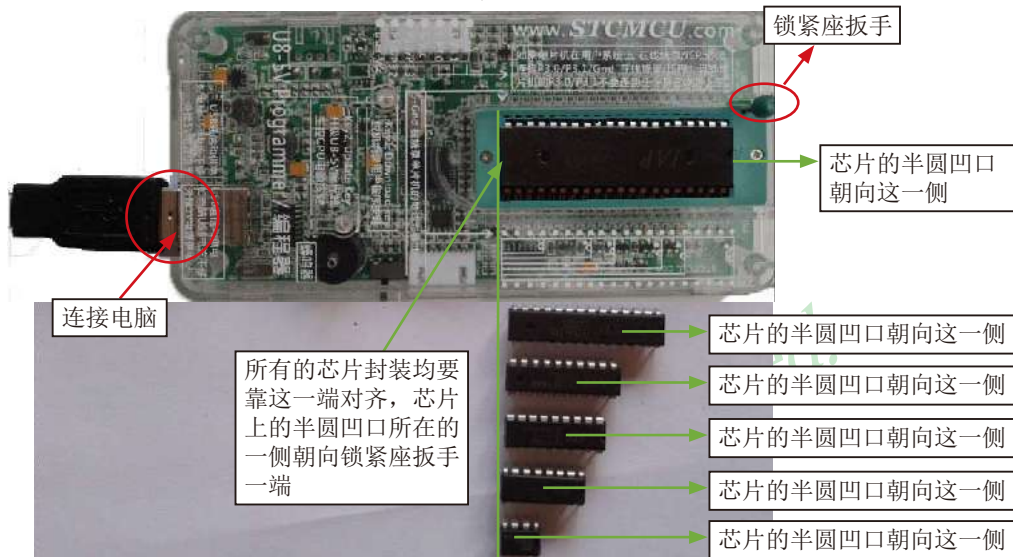 www.STCMCU.com
锁紧座扳手
U8-5V Programmer/编程器
芯片的半圆凹口
朝向这一侧
连接电脑
所有的芯片封装均要
靠这一端对齐，芯片
上的半圆凹口所在的
一侧朝向锁紧座扳手
一端
芯片的半圆凹口朝向这一侧
芯片的半圆凹口朝向这一侧
芯片的半圆凹口朝向这一侧
芯片的半圆凹口朝向这一侧
芯片的半圆凹口朝向这一侧